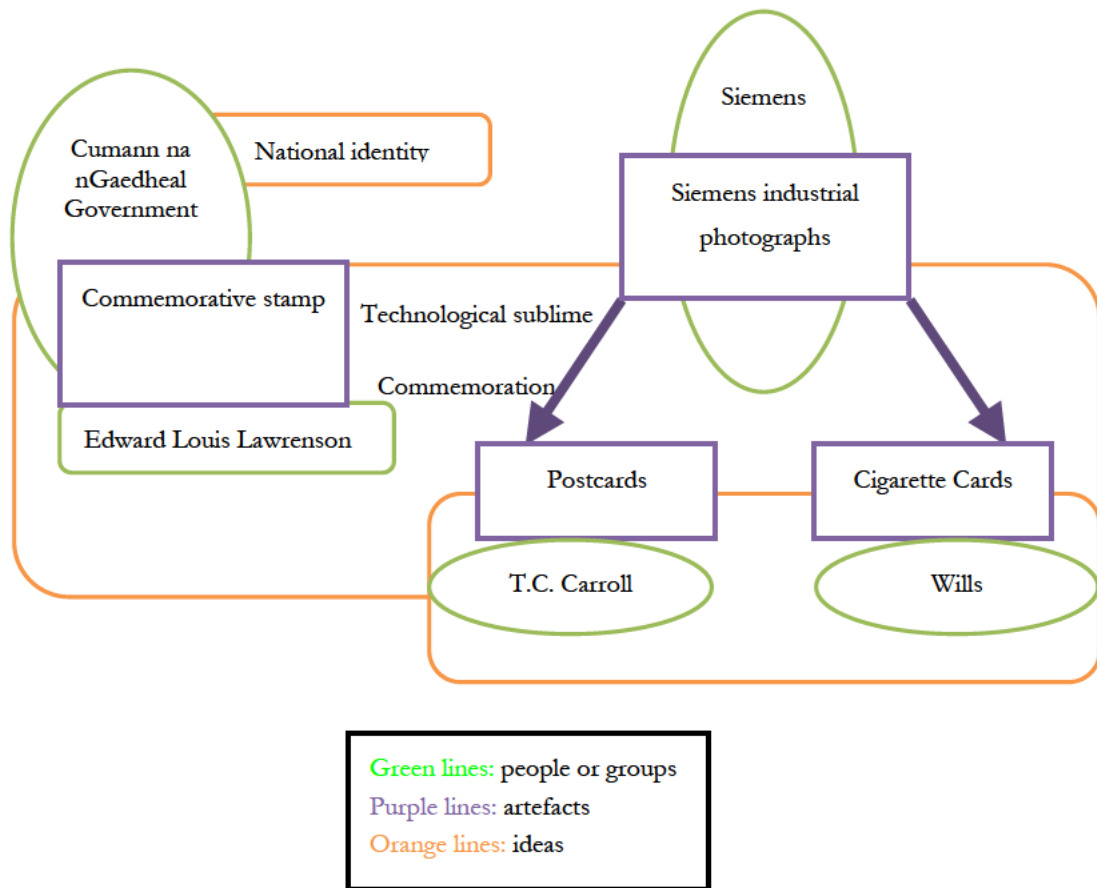 Siemens
Cumann na
nGaedheal
Government
National identity
Siemens industrial
photographs
Commemorative stamp
Technological sublime
Commemoration
Edward Louis Lawrenson
Postcards
Cigarette Cards
T.C. Carroll
Wills
Green lines: people or groups
Purple lines: artefacts
Orange lines: ideas